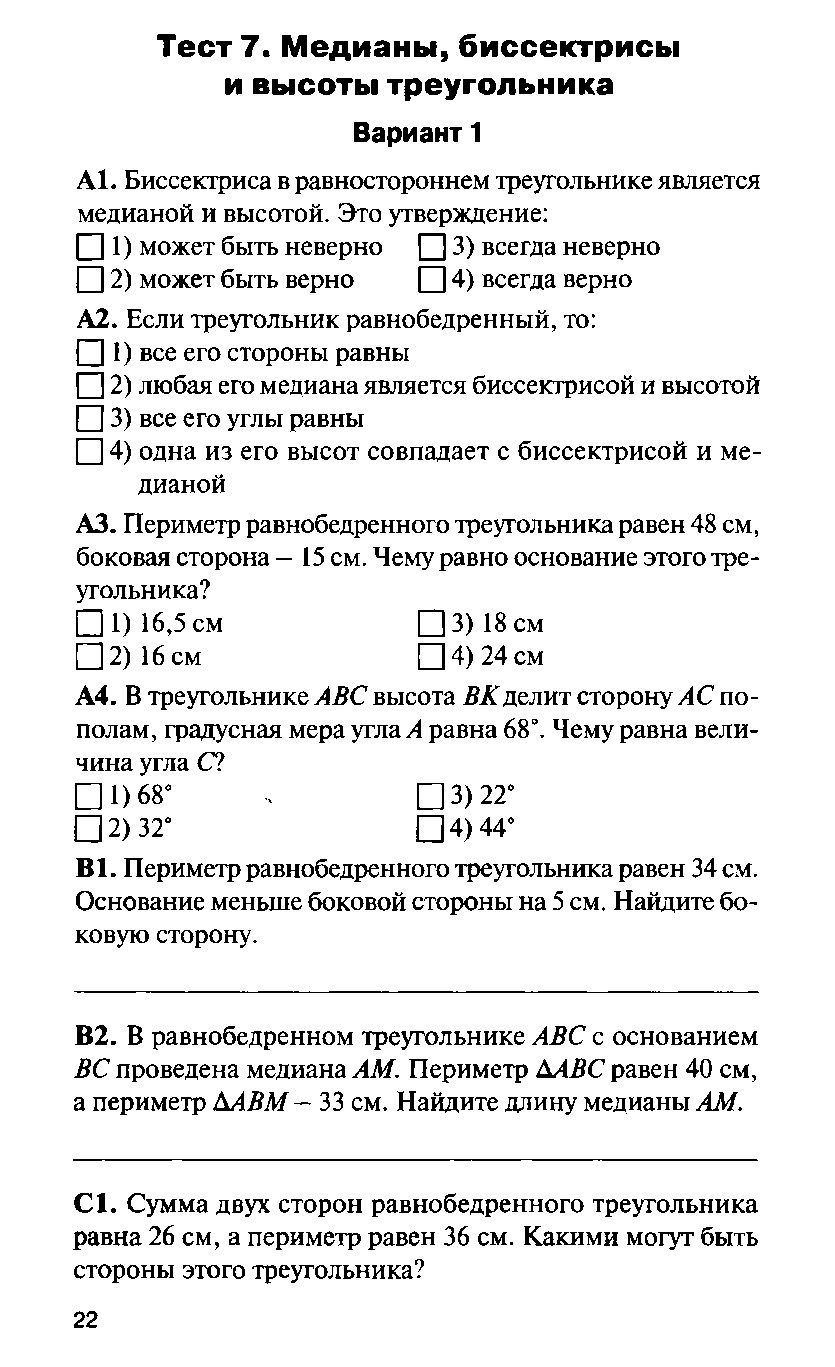 Тест 7. Медианы, биссектрисы
и высоты треугольника
Вариант 1
А1. Биссектриса в равностороннем треугольнике является
медианой и высотой. Это утверждение:
1) может быть неверно 3) всегда неверно
2) может быть верно 4) всегда верно
А2. Если треугольник равнобедренный, то:
1) все его стороны равны
2) любая его медиана является биссектрисой и высотой
3) все его углы равны
4) одна из его высот совпадает с биссектрисой и ме-
дианой
А3. Периметр равнобедренного треугольника равен 48 см,
боковая сторона – 15 см. Чему равно основание этого тре-
угольника?
1) 16,5 см 3) 18 см
2) 16 см 4) 24 см
А4. В треугольнике ABC высота BK делит сторону AC по-
полам, градусная мера угла A равна 68°. Чему равна вели-
чина угла C?
1) 68° 3) 22°
2) 32° 4) 44°
В1. Периметр равнобедренного треугольника равен 34 см.
Основание меньше боковой стороны на 5 см. Найдите бо-
ковую сторону.
В2. В равнобедренном треугольнике ABC с основанием
BC проведена медиана AM. Периметр ΔABC равен 40 см,
а периметр ΔABM – 33 см. Найдите длину медианы AM.
С1. Сумма двух сторон равнобедренного треугольника
равна 26 см, а периметр равен 36 см. Какими могут быть
стороны этого треугольника?
22